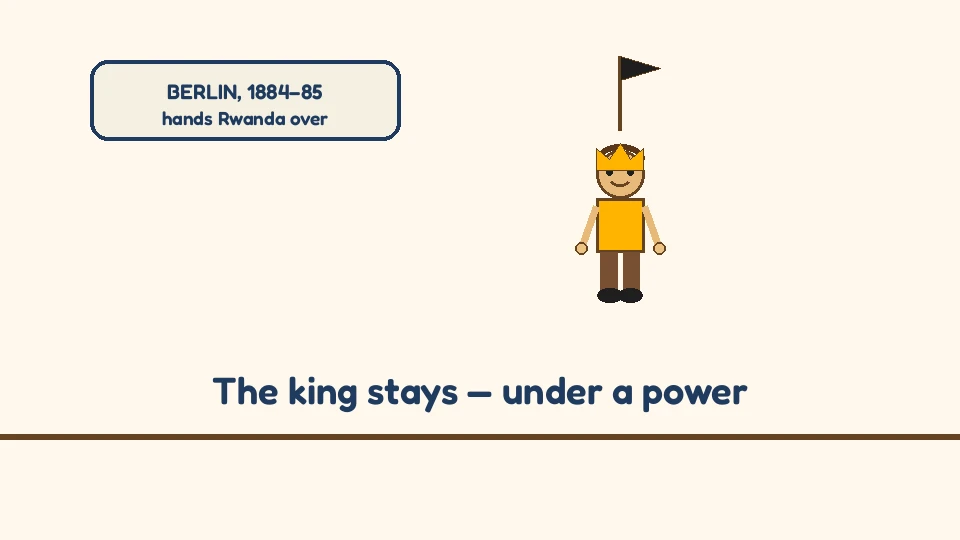 BERLIN, 1884–85
hands Rwanda over
The king stays — under a power